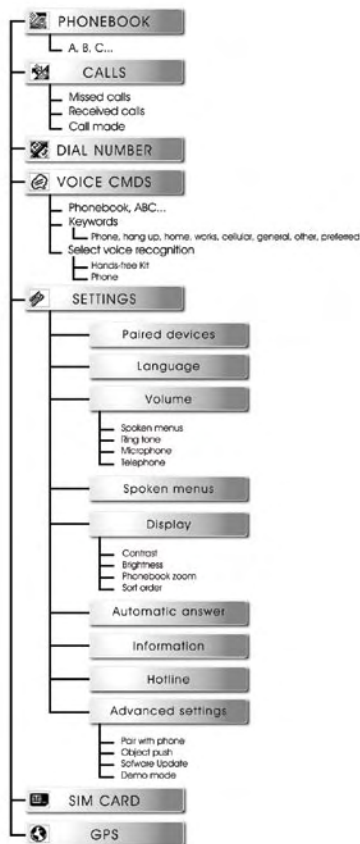 PHONEBOOK
A, B, C...
CALLS
Missed calls
Received calls
Call made
DIAL NUMBER
VOICE CMDS
Phonebook, ABC...
Keywords
Phone, hang up, home, works, cellular, general, other, preferred
Select voice recognition
Hands-free Kit
Phone
SETTINGS
Paired devices
Language
Volume
Spoken menus
Ring tone
Microphone
Telephone
Spoken menus
Display
Contrast
Brightness
Phonebook zoom
Sort order
Automatic answer
Information
Hotline
Advanced settings
Pair with phone
Object push
Sofware Update
Demo mode
SIM CARD
GPS